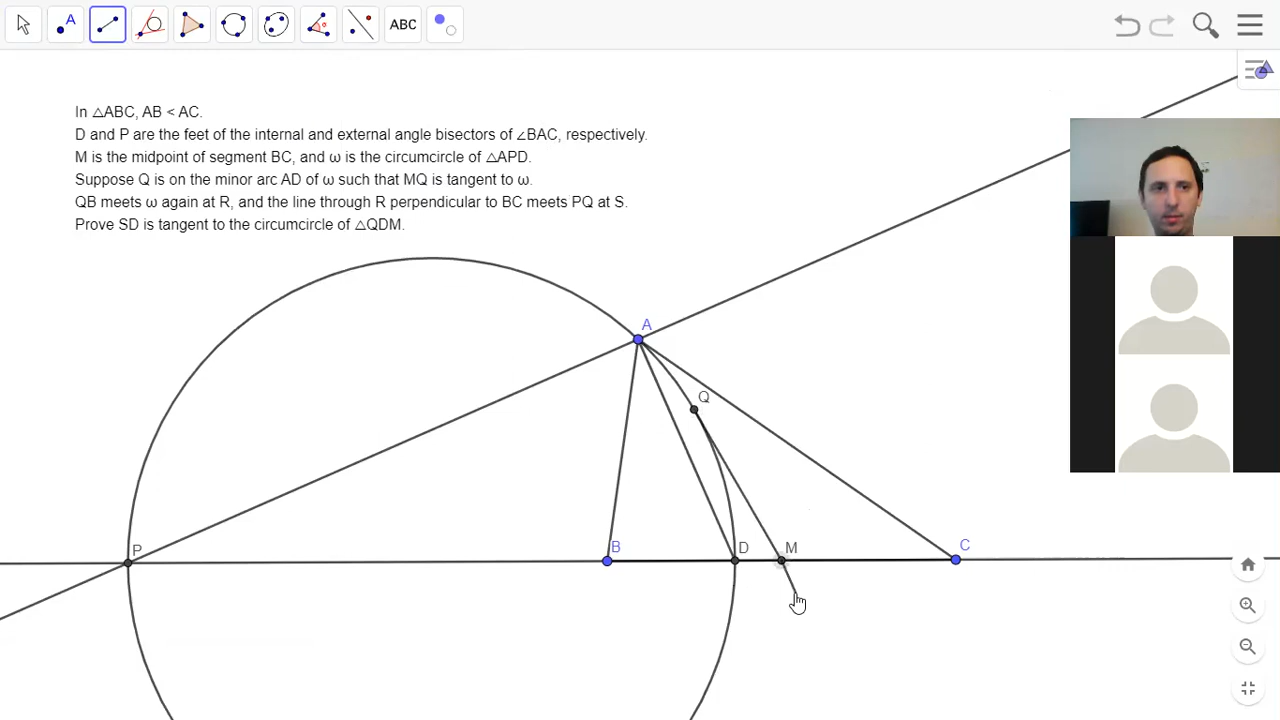 ABC
In △ABC, AB < AC.
D and P are the feet of the internal and external angle bisectors of ∠BAC, respectively.
M is the midpoint of segment BC, and ω is the circumcircle of △APD.
Suppose Q is on the minor arc AD of ω such that MQ is tangent to ω.
QB meets ω again at R, and the line through R perpendicular to BC meets PQ at S.
Prove SD is tangent to the circumcircle of △QDM.
A
Q
P
B
D
M
C